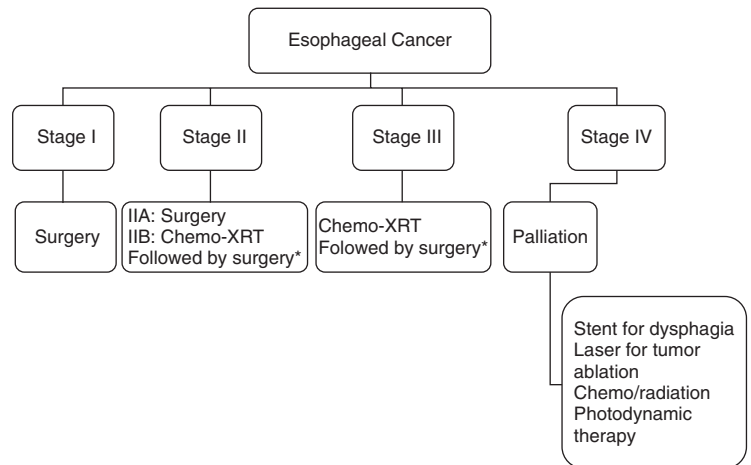 Esophageal Cancer
Stage I
Stage II
Stage III
Stage IV
Surgery
IIA: Surgery
IIB: Chemo-XRT
Followed by surgery*
Chemo-XRT
Followed by surgery*
Palliation
Stent for dysphagia
Laser for tumor
ablation
Chemo/radiation
Photodynamic
therapy